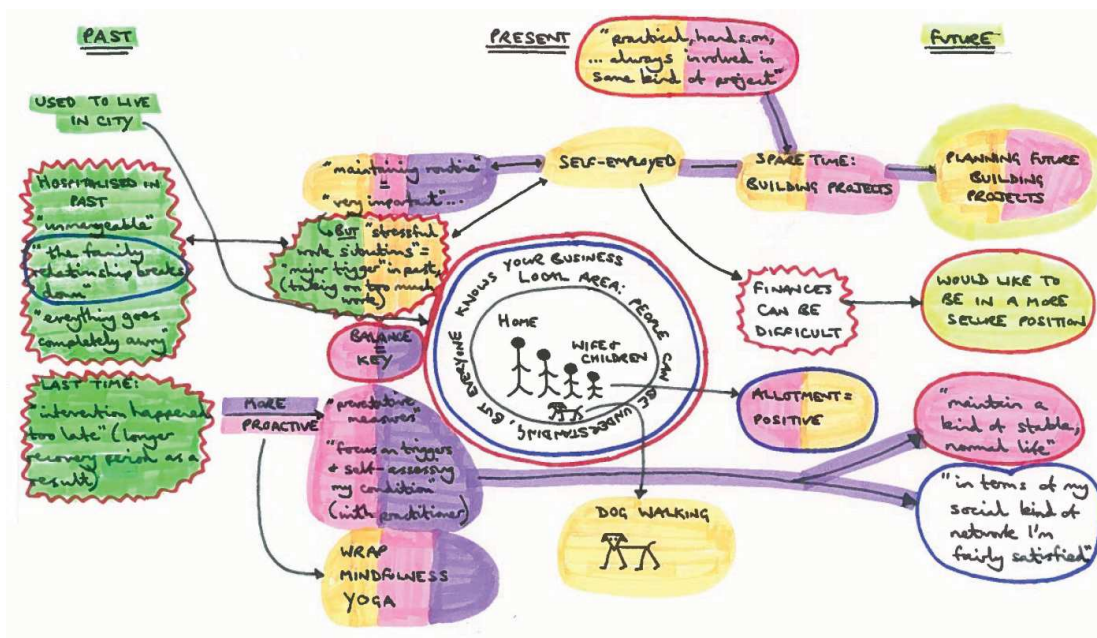 PAST
PRESENT
FUTURE
"practical, hands on,
... always involved in
some kind of project"
USED TO LIVE
IN CITY
HOSPITALISED IN
PAST
"unmanageable"
"the family
relationship breaks
down"
"everything goes
completely awry"
LAST TIME:
"intervention happened
too late" (longer
recovery period as a
result)
MORE
PROACTIVE
"maintaining routine"
=
"very important"...
↳ BUT "stressful
work situations" =
"major trigger" in past,
(taking on too much
work)
BALANCE
=
KEY
"preventative
measures"
"focus on triggers
& self-assessing
my condition"
(with practitioner)
WRAP
MINDFULNESS
YOGA
SELF-EMPLOYED
SPARE TIME:
BUILDING PROJECTS
PLANNING FUTURE
BUILDING
PROJECTS
LOCAL AREA: PEOPLE CAN BE UNDERSTANDING, BUT EVERYONE KNOWS YOUR BUSINESS
HOME
WIFE &
CHILDREN
FINANCES
CAN BE
DIFFICULT
WOULD LIKE TO
BE IN A MORE
SECURE POSITION
ALLOTMENT =
POSITIVE
DOG WALKING
"maintain a
kind of stable,
normal life"
"in terms of my
social kind of
network I'm
fairly satisfied"